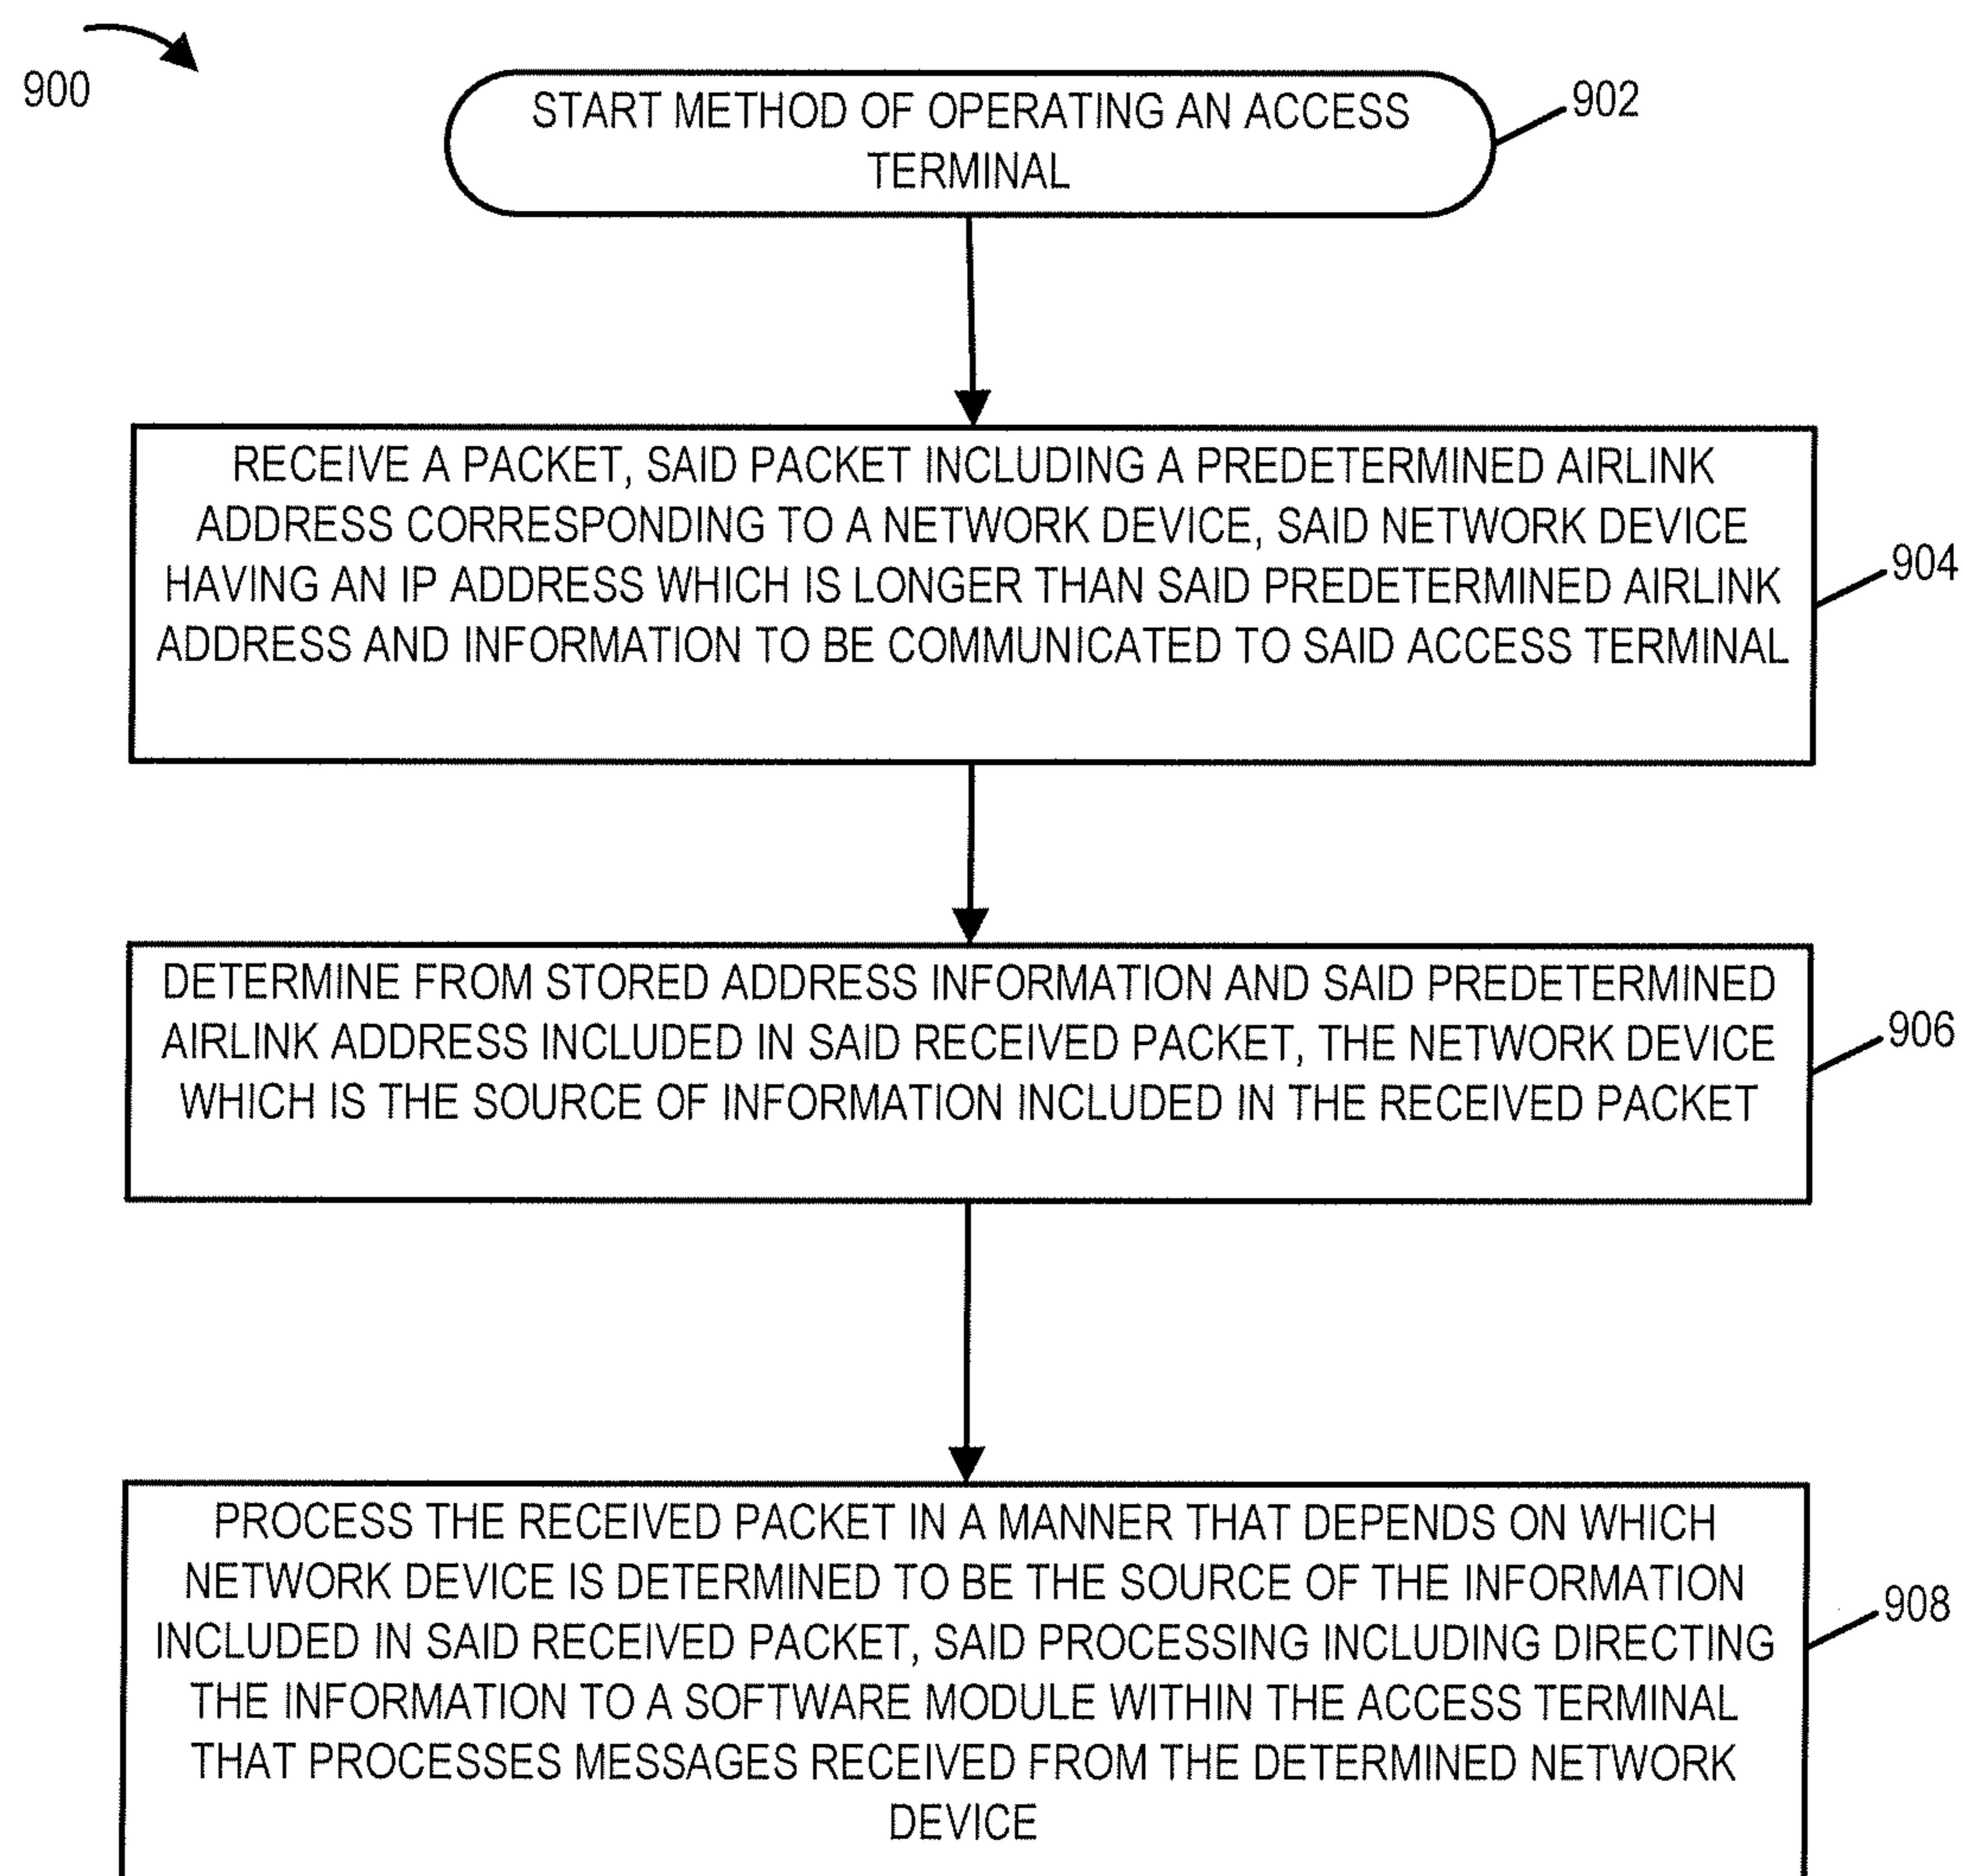 900
START METHOD OF OPERATING AN ACCESS
TERMINAL
902
RECEIVE A PACKET, SAID PACKET INCLUDING A PREDETERMINED AIRLINK
ADDRESS CORRESPONDING TO A NETWORK DEVICE, SAID NETWORK DEVICE
HAVING AN IP ADDRESS WHICH IS LONGER THAN SAID PREDETERMINED AIRLINK
ADDRESS AND INFORMATION TO BE COMMUNICATED TO SAID ACCESS TERMINAL
904
DETERMINE FROM STORED ADDRESS INFORMATION AND SAID PREDETERMINED
AIRLINK ADDRESS INCLUDED IN SAID RECEIVED PACKET, THE NETWORK DEVICE
WHICH IS THE SOURCE OF INFORMATION INCLUDED IN THE RECEIVED PACKET
906
PROCESS THE RECEIVED PACKET IN A MANNER THAT DEPENDS ON WHICH
NETWORK DEVICE IS DETERMINED TO BE THE SOURCE OF THE INFORMATION
INCLUDED IN SAID RECEIVED PACKET, SAID PROCESSING INCLUDING DIRECTING
THE INFORMATION TO A SOFTWARE MODULE WITHIN THE ACCESS TERMINAL
THAT PROCESSES MESSAGES RECEIVED FROM THE DETERMINED NETWORK
DEVICE
908